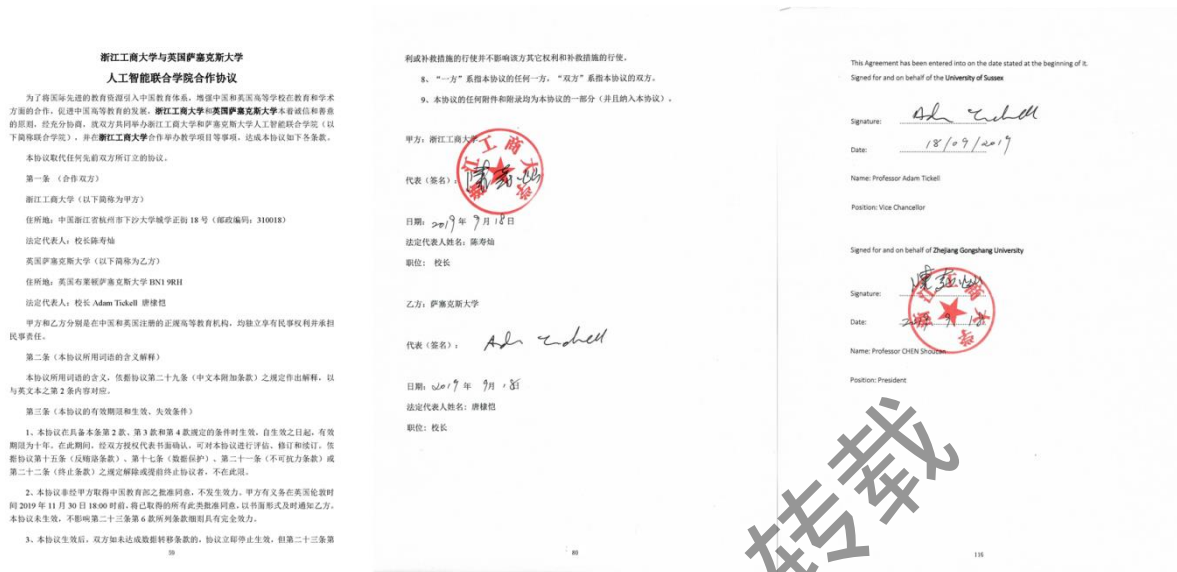 浙江工商大学与英国萨塞克斯大学
人工智能联合学院合作协议
为了将国际先进的教育资源引入中国教育体系，增强中国和英国高等学校在教育和学术
方面的合作，促进中国高等教育的发展，浙江工商大学和英国萨塞克斯大学本着诚信和善意
的原则，经充分协商，就双方共同举办浙江工商大学和萨塞克斯大学人工智能联合学院（以
下简称联合学院），并在浙江工商大学合作举办教学项目等事项，达成本协议如下各条款。
本协议取代任何先前双方所订立的协议。
第一条 （合作双方）
浙江工商大学（以下简称为甲方）
住所地：中国浙江省杭州市下沙大学城学正街 18 号（邮政编码：310018）
法定代表人：校长陈寿灿
英国萨塞克斯大学（以下简称为乙方）
住所地：英国布莱顿萨塞克斯大学 BN1 9RH
法定代表人：校长 Adam Tickell 唐棣恺
甲方和乙方分别是在中国和英国注册的正规高等教育机构，均独立享有民事权利并承担
民事责任。
第二条（本协议所用词语的含义解释）
本协议所用词语的含义，依据协议第二十九条（中文本附加条款）之规定作出解释，以
与英文本之第 2 条内容对应。
第三条（本协议的有效期限和生效、失效条件）
1、本协议在具备本条第 2 款、第 3 款和第 4 款规定的条件时生效，自生效之日起，有效
期限为十年。在此期间，经双方授权代表书面确认，可对本协议进行评估、修订和续订。依
据协议第十五条（反贿赂条款）、第十七条（数据保护）、第二十一条（不可抗力条款）或
第二十二条（终止条款）之规定解除或提前终止协议者，不在此限。
2、本协议非经甲方取得中国教育部之批准同意，不发生效力。甲方有义务在英国伦敦时
间 2019 年 11 月 30 日 18:00 时前，将已取得的所有此类批准同意，以书面形式及时通知乙方。
本协议未生效，不影响第二十三条第 6 款所列条款细则具有完全效力。
3、本协议生效后，双方如未达成数据转移条款的，协议立即停止生效，但第二十三条第
利或补救措施的行使并不影响该方其它权利和补救措施的行使。
8、“一方”系指本协议的任何一方，“双方”系指本协议的双方。
9、本协议的任何附件和附录均为本协议的一部分（并且纳入本协议）。
甲方：浙江工商大学
代表（签名）：
浙江工商大学
日期：2019 年 9 月 18 日
法定代表人姓名：陈寿灿
职位： 校长
乙方：萨塞克斯大学
代表（签名）： Adam Tickell
日期：2019 年 9月 18日
法定代表人姓名：唐棣恺
职位：校长
80
This Agreement has been entered into on the date stated at the beginning of it.
Signed for and on behalf of the University of Sussex
Signature: Adam Tickell
Date: 18/09/2019
Name: Professor Adam Tickell
Position: Vice Chancellor
Signed for and on behalf of Zhejiang Gongshang University
Signature:
浙江工商大学
Date: 2019 9 18
Name: Professor CHEN Shoucan
Position: President
116
转载